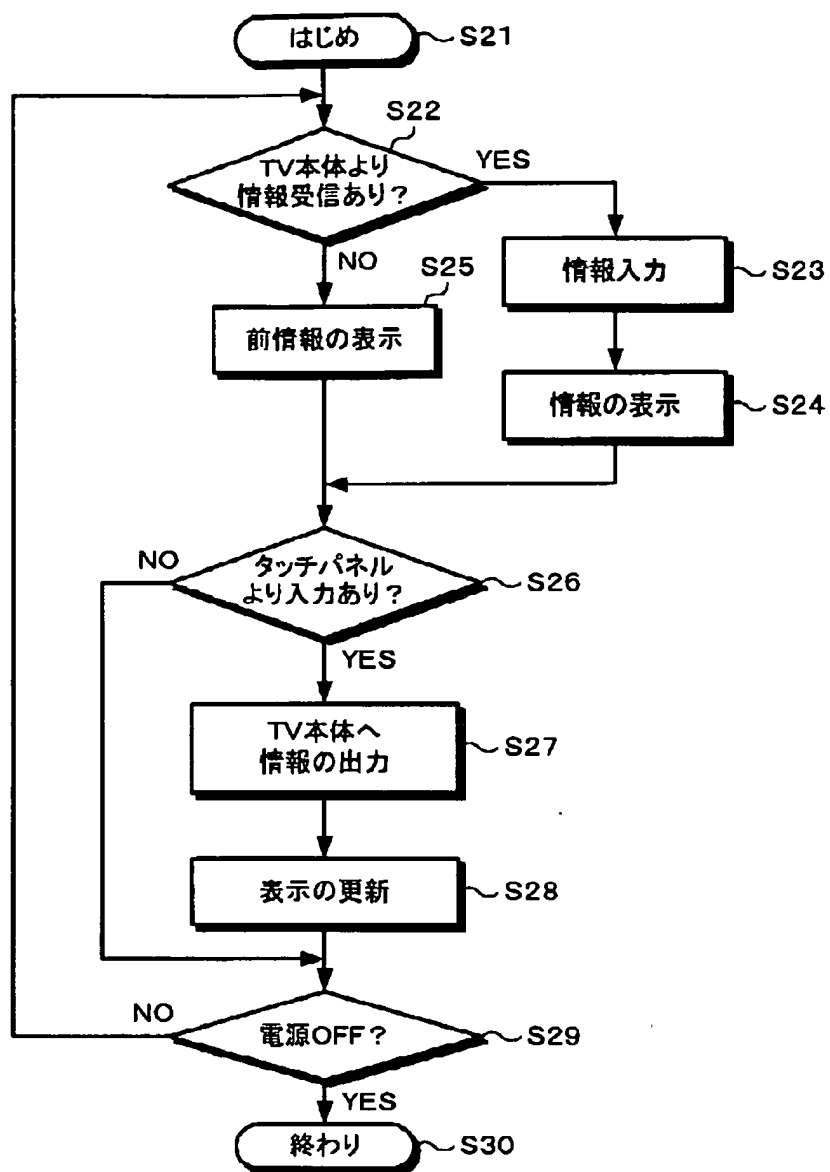 はじめ
S21
S22
TV本体より
情報受信あり?
YES
NO
情報入力
S23
S25
前情報の表示
情報の表示
S24
NO
タッチパネル
より入力あり?
S26
YES
TV本体へ
情報の出力
S27
表示の更新
S28
NO
電源OFF?
S29
YES
終わり
S30